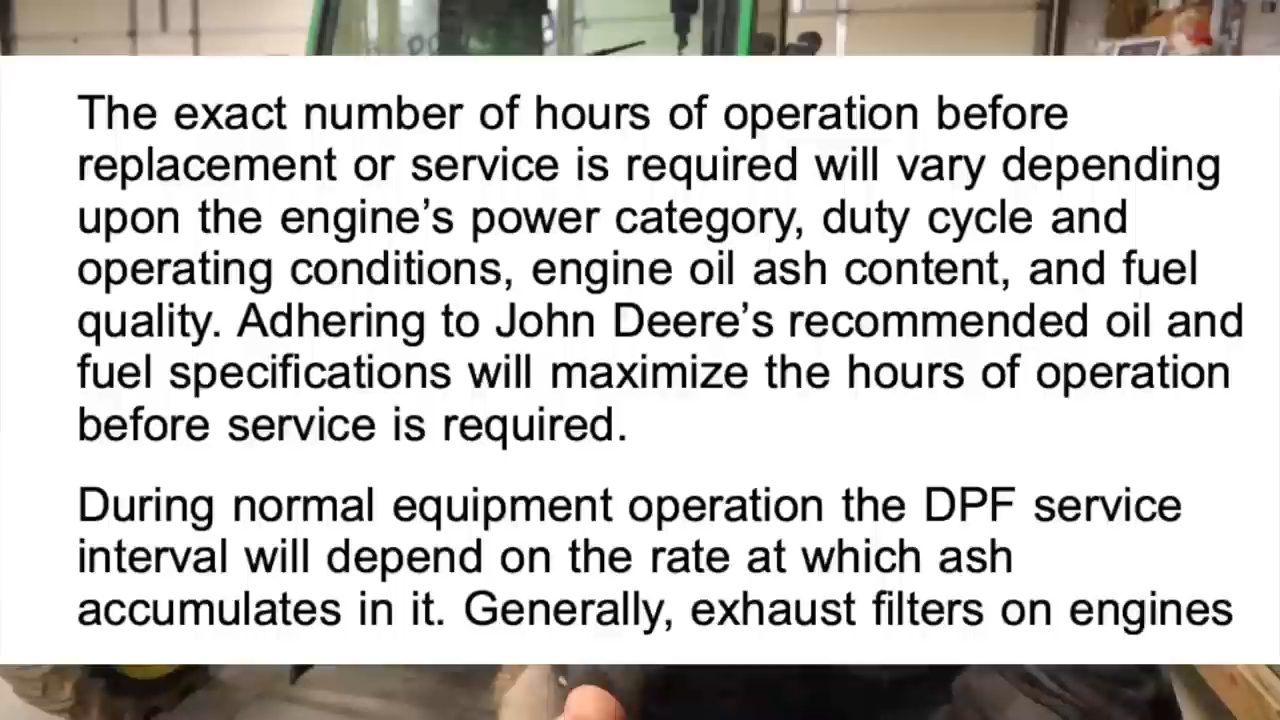 The exact number of hours of operation before
replacement or service is required will vary depending
upon the engine’s power category, duty cycle and
operating conditions, engine oil ash content, and fuel
quality. Adhering to John Deere’s recommended oil and
fuel specifications will maximize the hours of operation
before service is required.
During normal equipment operation the DPF service
interval will depend on the rate at which ash
accumulates in it. Generally, exhaust filters on engines